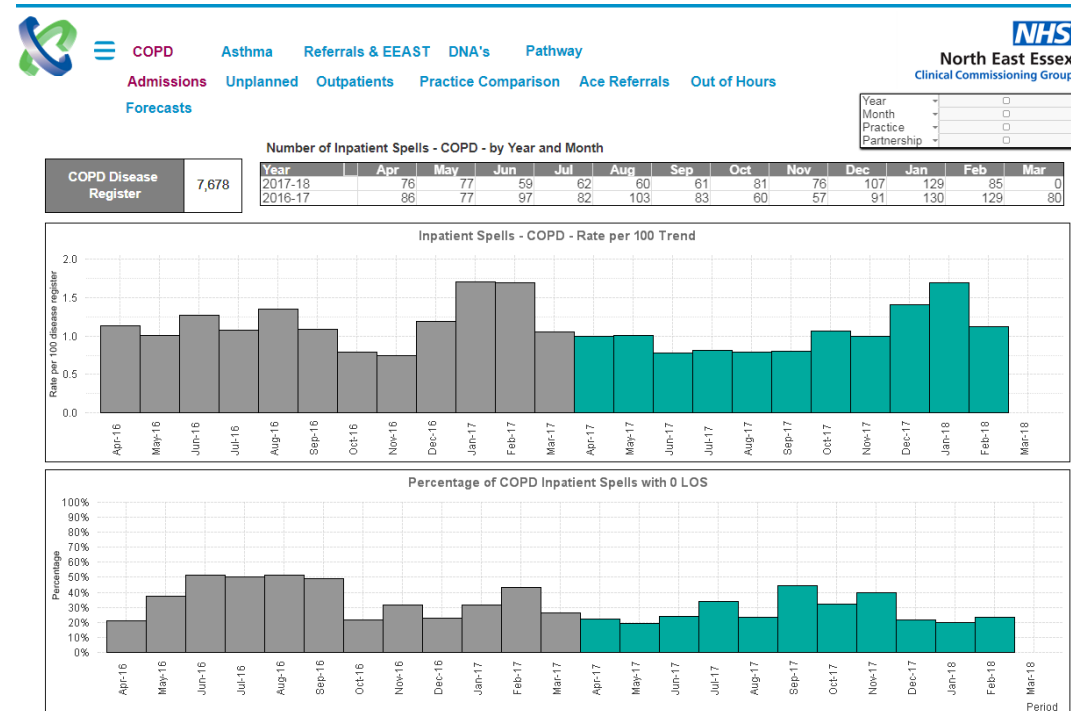 COPD Asthma Referrals & EEAST DNA's Pathway
Admissions Unplanned Outpatients Practice Comparison Ace Referrals Out of Hours
Forecasts
NHS
North East Essex
Clinical Commissioning Group
Year
Month
Practice
Partnership
COPD Disease
Register
7,678
Number of Inpatient Spells - COPD - by Year and Month
Year Apr May Jun Jul Aug Sep Oct Nov Dec Jan Feb Mar
2017-18 76 77 59 62 60 61 81 76 107 129 85 0
2016-17 86 77 97 82 103 83 60 57 91 130 129 80
Inpatient Spells - COPD - Rate per 100 Trend
Rate per 100 disease register
2.0
1.5
1.0
0.5
0.0
Apr-16 May-16 Jun-16 Jul-16 Aug-16 Sep-16 Oct-16 Nov-16 Dec-16 Jan-17 Feb-17 Mar-17 Apr-17 May-17 Jun-17 Jul-17 Aug-17 Sep-17 Oct-17 Nov-17 Dec-17 Jan-18 Feb-18 Mar-18
Percentage of COPD Inpatient Spells with 0 LOS
Percentage
100%
90%
80%
70%
60%
50%
40%
30%
20%
10%
0%
Apr-16 May-16 Jun-16 Jul-16 Aug-16 Sep-16 Oct-16 Nov-16 Dec-16 Jan-17 Feb-17 Mar-17 Apr-17 May-17 Jun-17 Jul-17 Aug-17 Sep-17 Oct-17 Nov-17 Dec-17 Jan-18 Feb-18 Mar-18
Period